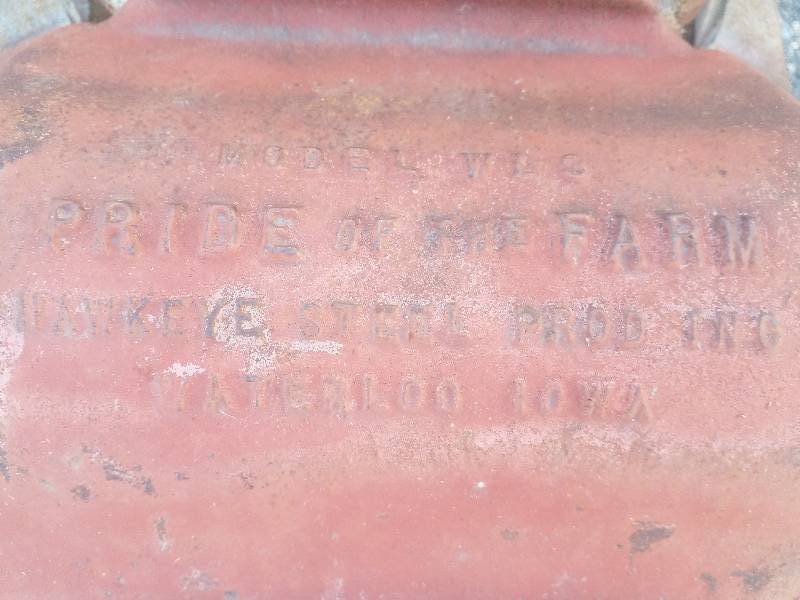 MODEL
PRIDE OF THE FARM
HAWKEYE STEEL PROD INC
WATERLOO IOWA